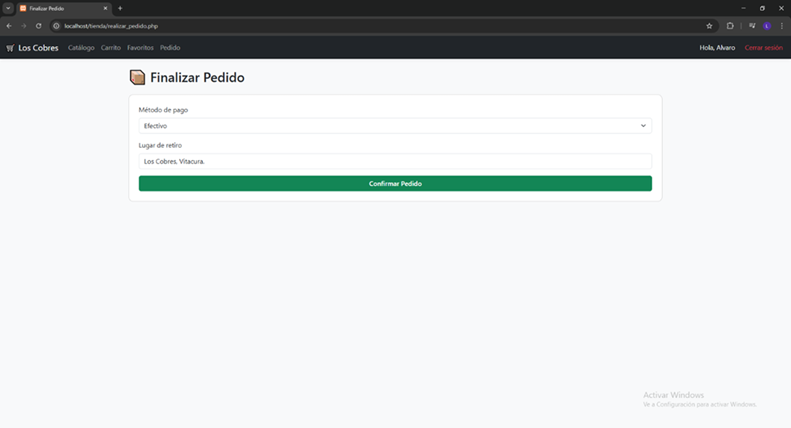 Finalizar Pedido
localhost/tienda/realizar_pedido.php
Los Cobres Catálogo Carrito Favoritos Pedido Hola, Alvaro Cerrar sesión
Finalizar Pedido
Método de pago
Efectivo
Lugar de retiro
Los Cobres, Vitacura.
Confirmar Pedido
Activar Windows
Ve a Configuración para activar Windows.
L